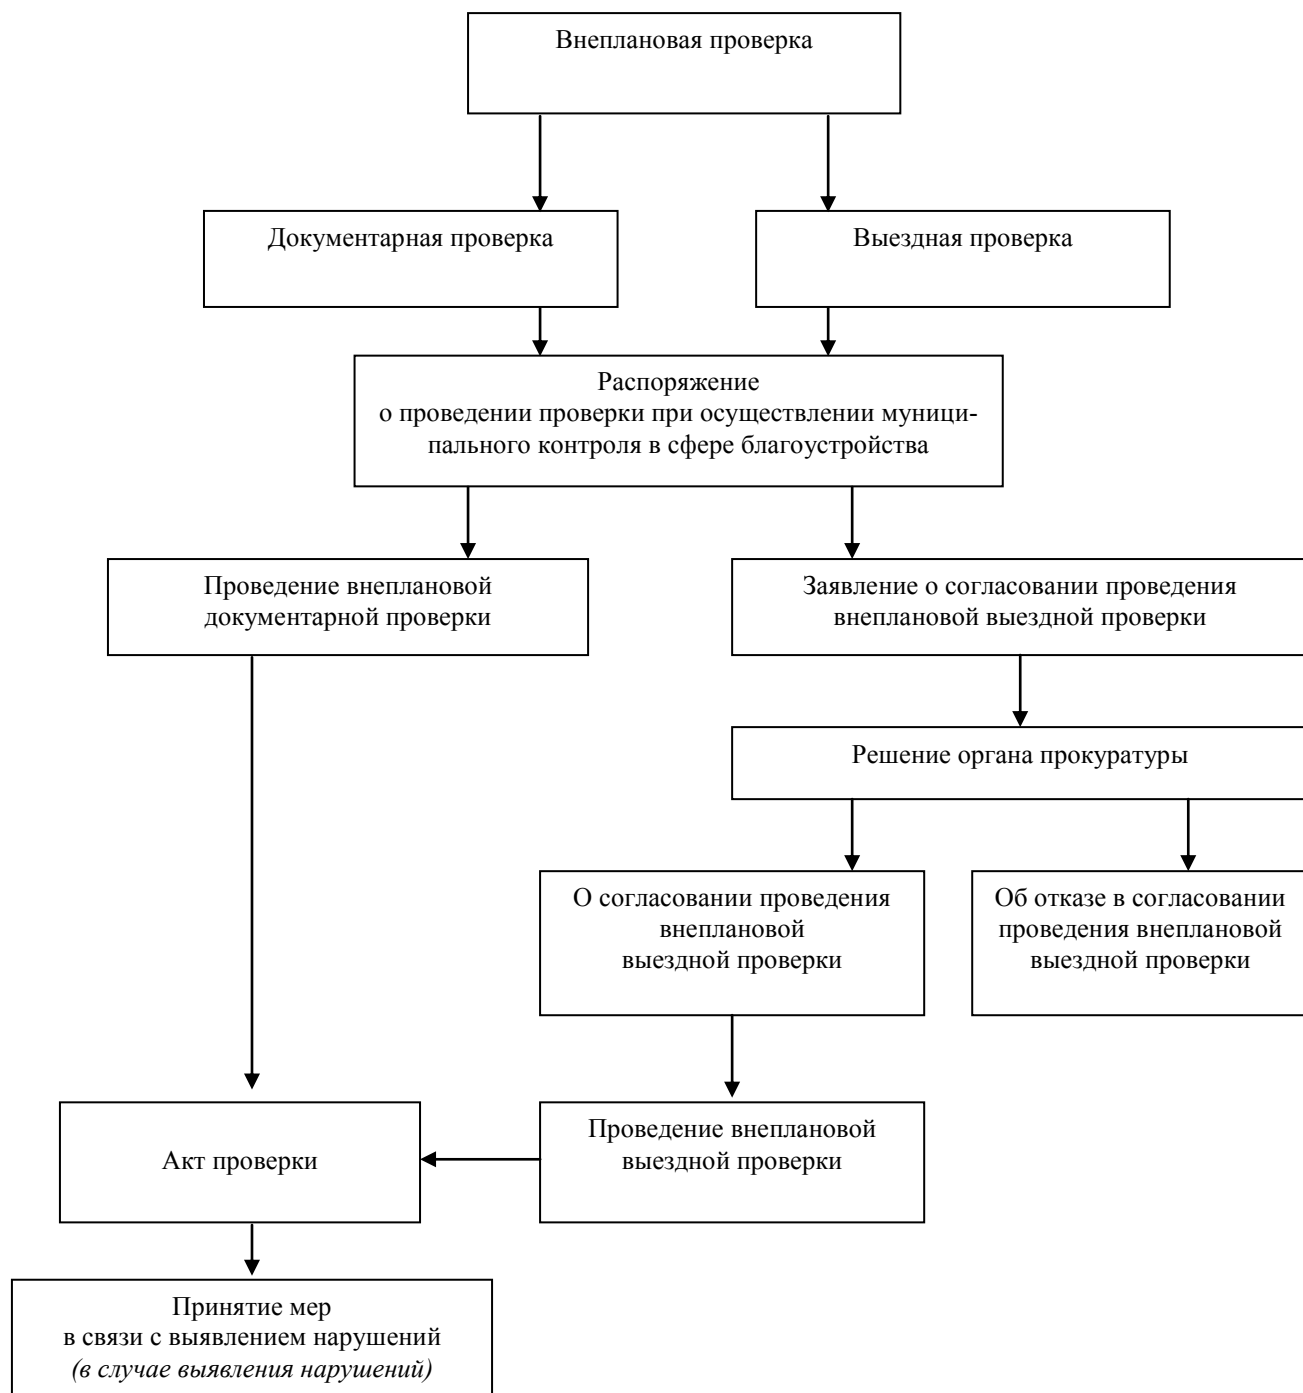 Внеплановая проверка
Документарная проверка
Выездная проверка
Распоряжение
о проведении проверки при осуществлении муници-
пального контроля в сфере благоустройства
Проведение внеплановой
документарной проверки
Заявление о согласовании проведения
внеплановой выездной проверки
Решение органа прокуратуры
О согласовании проведения
внеплановой
выездной проверки
Об отказе в согласовании
проведения внеплановой
выездной проверки
Акт проверки
Проведение внеплановой
выездной проверки
Принятие мер
в связи с выявлением нарушений
(в случае выявления нарушений)